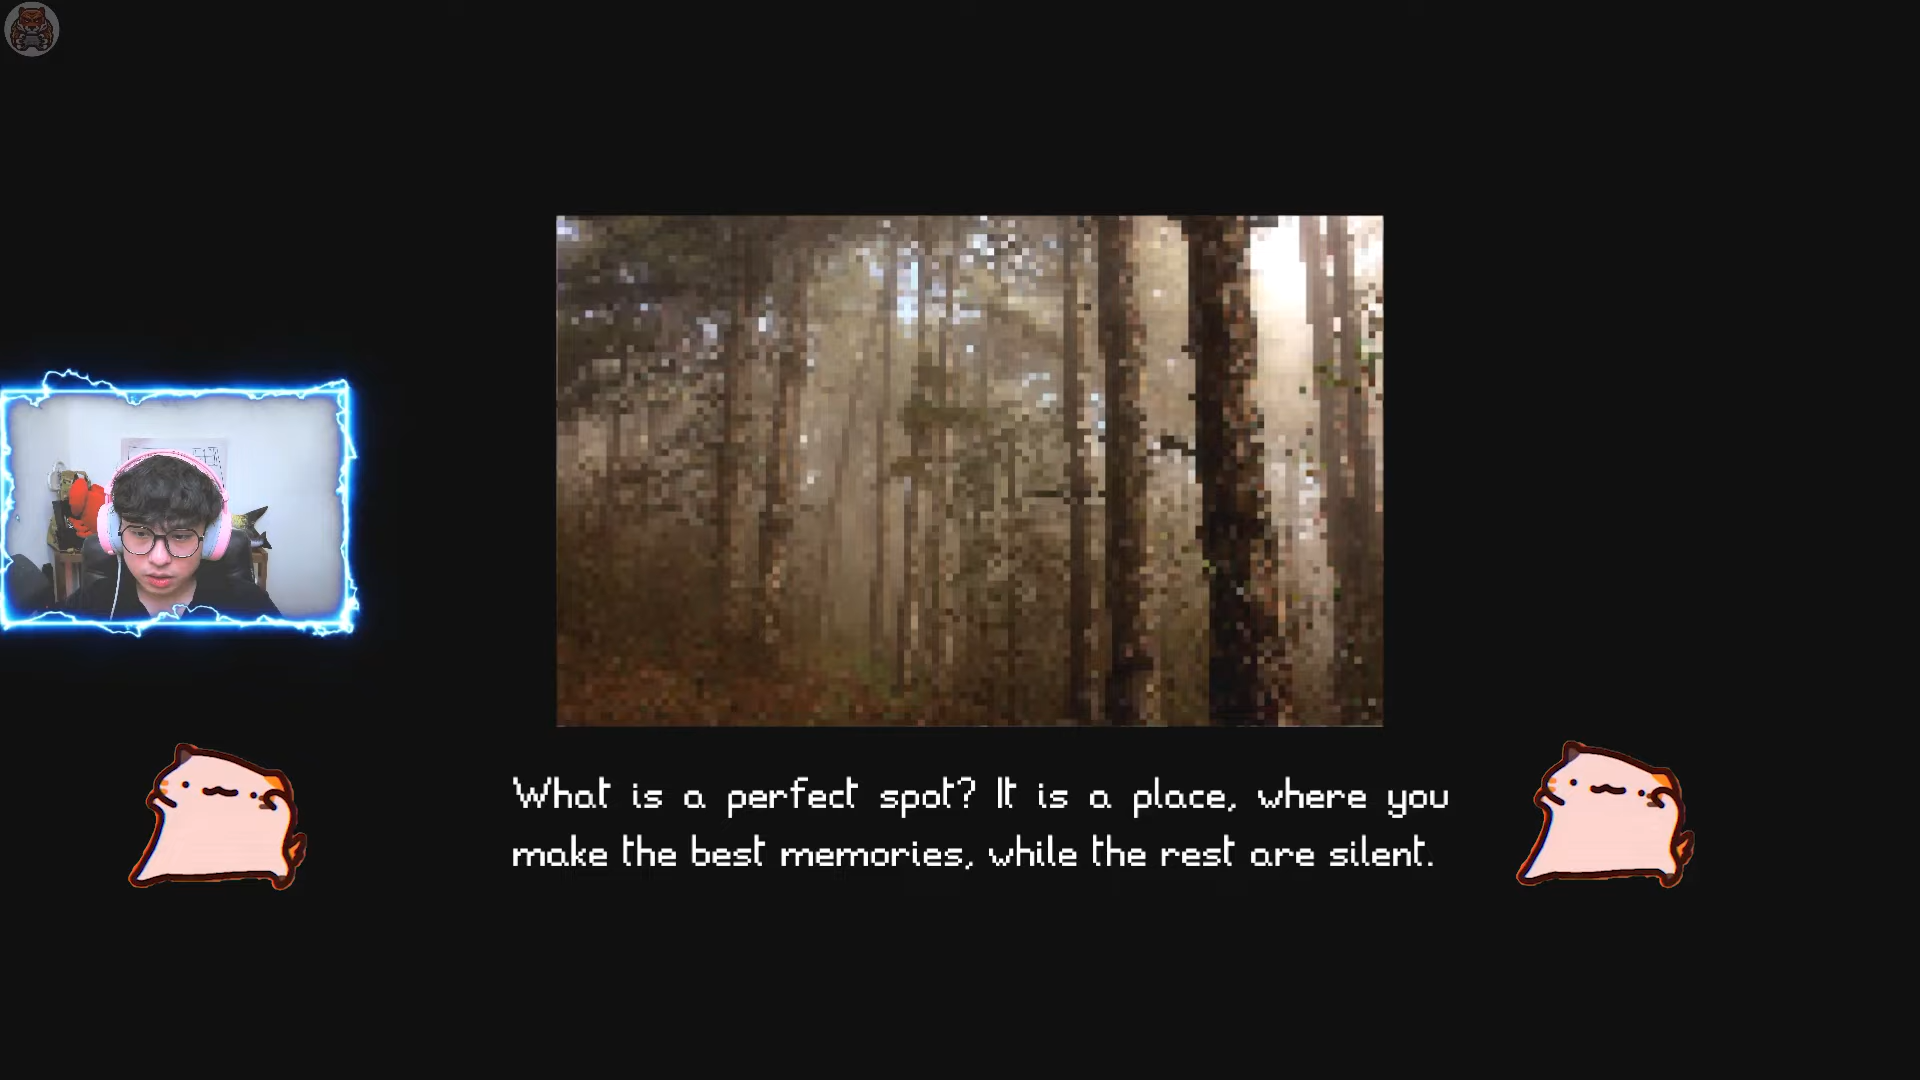 What is a perfect spot? It is a place, where you
make the best memories, while the rest are silent.